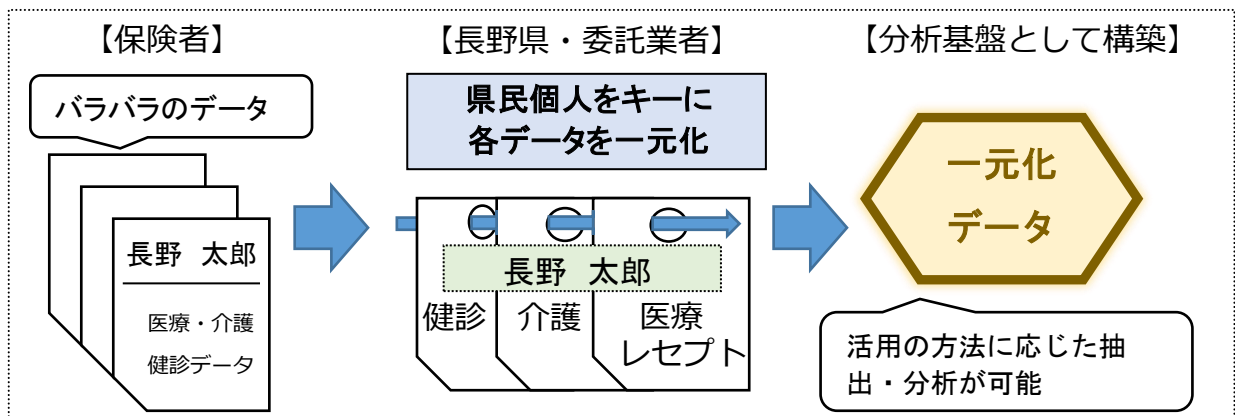 【保険者】
【長野県・委託業者】
【分析基盤として構築】
バラバラのデータ
長野 太郎
医療・介護
健診データ
県民個人をキーに
各データを一元化
長野 太郎
健診
介護
医療
レセプト
一元化
データ
活用の方法に応じた抽
出・分析が可能